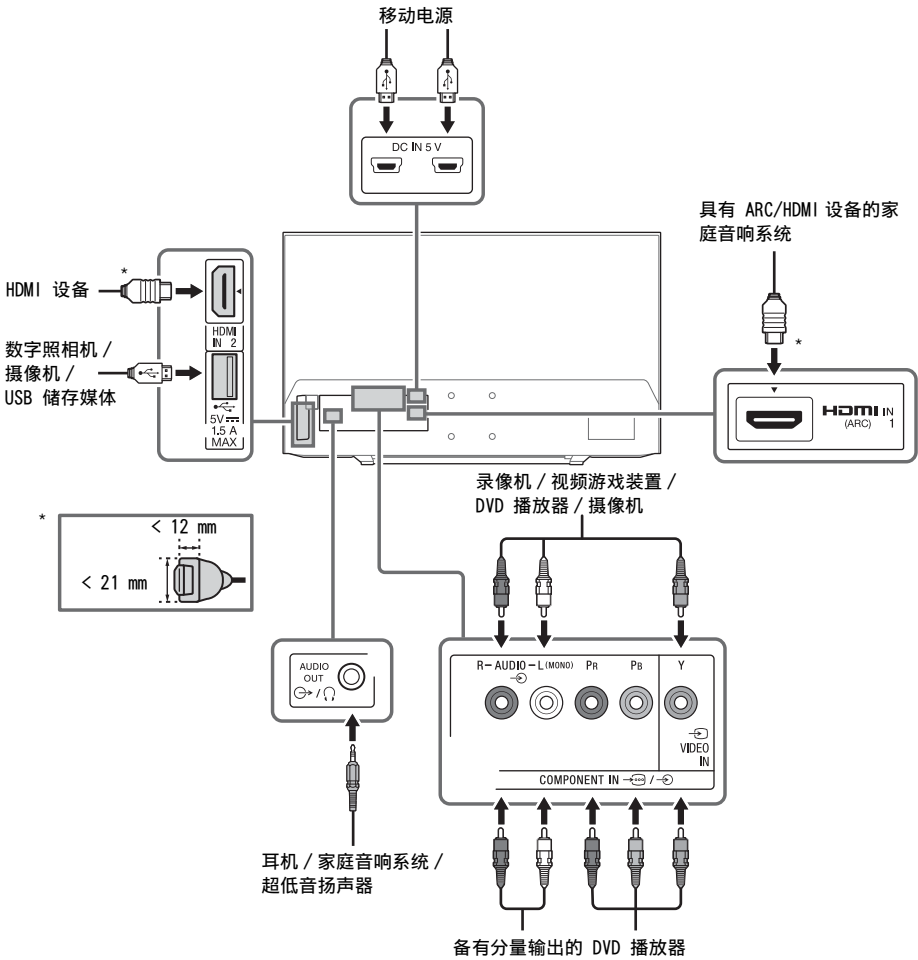 移动电源
DC IN 5 V
具有 ARC/HDMI 设备的家
庭音响系统
*
HDMI 设备
*
HDMI
IN 2
数字照相机 /
摄像机 /
USB 储存媒体
5V
1.5 A
MAX
HDMI IN
(ARC) 1
录像机 / 视频游戏装置 /
DVD 播放器 / 摄像机
*
< 12 mm
< 21 mm
AUDIO
OUT
/
R-AUDIO-L(MONO) PR PB Y
VIDEO
IN
COMPONENT IN /
耳机 / 家庭音响系统 /
超低音扬声器
备有分量输出的 DVD 播放器